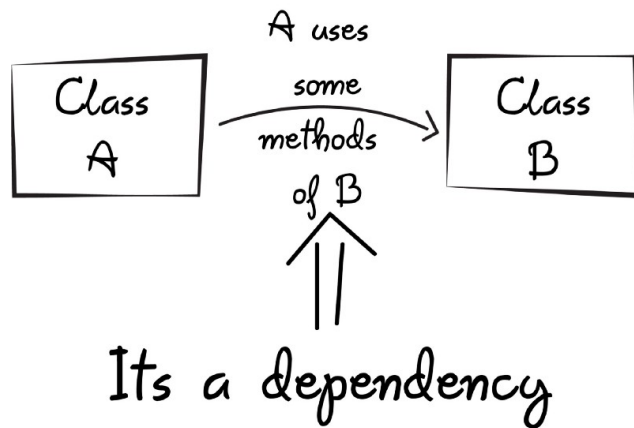 Class
A
A uses
some
methods
of B
Class
B
Its a dependency